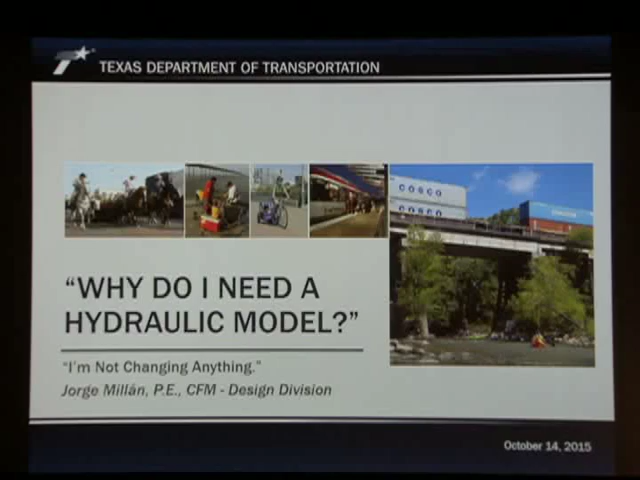 TEXAS DEPARTMENT OF TRANSPORTATION
COSCO
COSCO
"WHY DO I NEED A
HYDRAULIC MODEL?"
"I'm Not Changing Anything."
Jorge Millán, P.E., CFM - Design Division
October 14, 2015